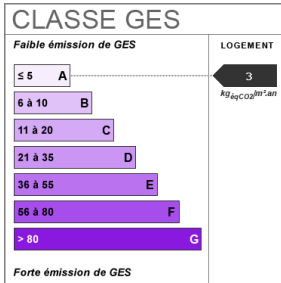 CLASSE GES
Faible émission de GES
LOGEMENT
≤ 5 A
3
kgéqCO2/m².an
6 à 10 B
11 à 20 C
21 à 35 D
36 à 55 E
56 à 80 F
> 80 G
Forte émission de GES